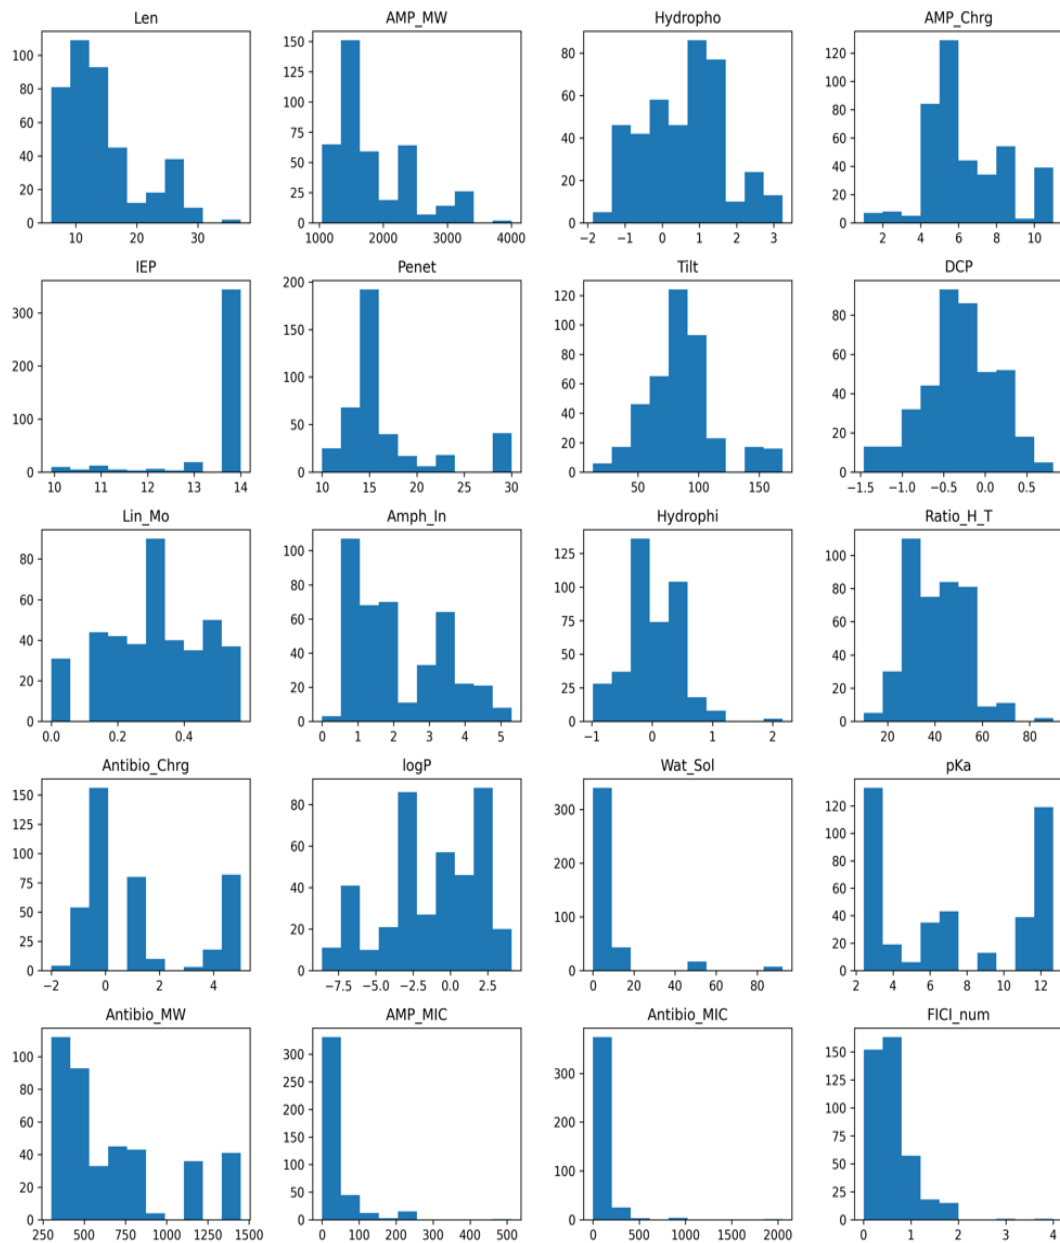 Len AMP_MW Hydropho AMP_Chrg
100 80 60 40 20 0
10 20 30
150 125 100 75 50 25 0
1000 2000 3000 4000
80 60 40 20 0
−2 −1 0 1 2 3
120 100 80 60 40 20 0
2 4 6 8 10
IEP Penet Tilt DCP
300 200 100 0
10 11 12 13 14
200 150 100 50 0
10 15 20 25 30
120 100 80 60 40 20 0
50 100 150
80 60 40 20 0
−1.5 −1.0 −0.5 0.0 0.5
Lin_Mo Amph_In Hydrophi Ratio_H_T
80 60 40 20 0
0.0 0.2 0.4
100 80 60 40 20 0
0 1 2 3 4 5
125 100 75 50 25 0
−1 0 1 2
100 80 60 40 20 0
20 40 60 80
Antibio_Chrg logP Wat_Sol pKa
150 125 100 75 50 25 0
−2 0 2 4
80 60 40 20 0
−7.5 −5.0 −2.5 0.0 2.5
300 200 100 0
0 20 40 60 80
120 100 80 60 40 20 0
2 4 6 8 10 12
Antibio_MW AMP_MIC Antibio_MIC FICI_num
100 80 60 40 20 0
250 500 750 1000 1250 1500
300 250 200 150 100 50 0
0 100 200 300 400 500
300 200 100 0
0 500 1000 1500 2000
150 125 100 75 50 25 0
0 1 2 3 4